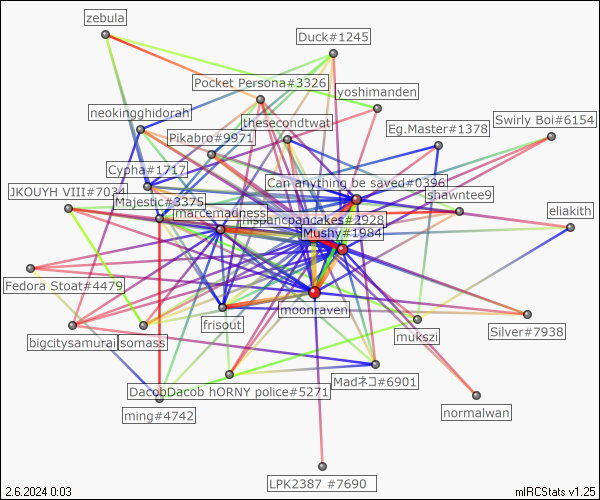 zebula
Duck#1245
Pocket Persona#3326
yoshimanden
neokingghidorah
thesecondtwat
Swirly Boi#6154
Pikabro#9971
Eg.Master#1378
Cypha#1717
Can anything be saved#0396
JKOUYH VIII#7034
shawntee9
Majestic#3375
marcemadness
eliakith
Mushy#1984
Fedora Stoat#4479
moonraven
frisout
Silver#7938
bigcitysamurai
somass
mukszi
Madネコ#6901
DacobDacob hORNY police#5271
ming#4742
normalwan
LPK2387 #7690
2.6.2024 0:03
mIRCStats v1.25